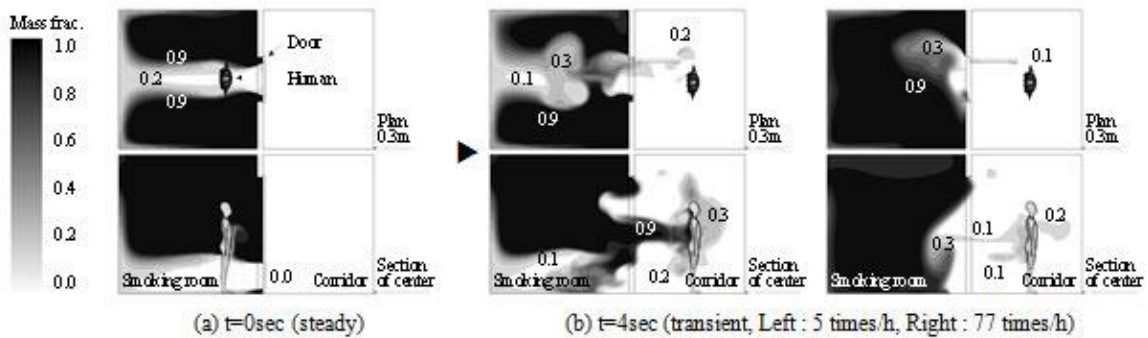 Mass frac.
1.0
0.8
0.6
0.4
0.2
0.0
0.9
0.2
0.9
Door
Human
Plan
0.3m
Smoking room
0.0
Corridor
Section
of center
(a) t=0sec (steady)
0.2
0.3
0.1
0.9
Plan
0.3m
0.3
0.9
0.1
0.2
Smoking room
Corridor
Section
of center
0.3
0.1
0.9
Plan
0.3m
0.1
0.2
0.3
0.1
Smoking room
Corridor
Section
of center
(b) t=4sec (transient, Left : 5 times/h, Right : 77 times/h)